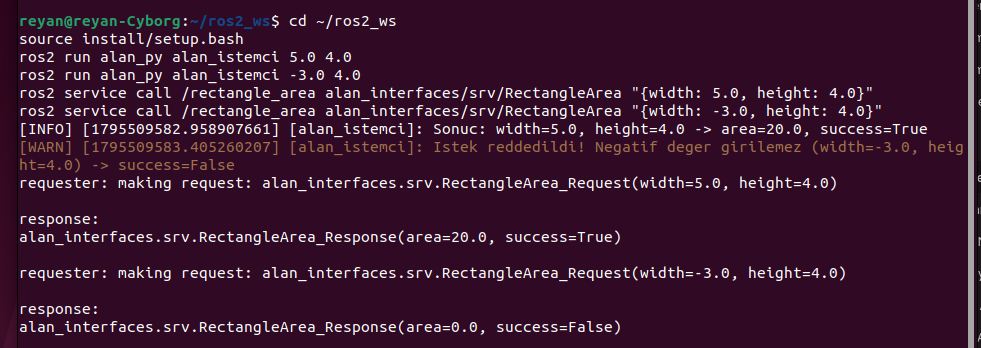 reyan@reyan-Cyborg:~/ros2_ws$ cd ~/ros2_ws
source install/setup.bash
ros2 run alan_py alan_istemci 5.0 4.0
ros2 run alan_py alan_istemci -3.0 4.0
ros2 service call /rectangle_area alan_interfaces/srv/RectangleArea "{width: 5.0, height: 4.0}"
ros2 service call /rectangle_area alan_interfaces/srv/RectangleArea "{width: -3.0, height: 4.0}"
[INFO] [1795509582.958907661] [alan_istemci]: Sonuc: width=5.0, height=4.0 -> area=20.0, success=True
[WARN] [1795509583.405260207] [alan_istemci]: Istek reddedildi! Negatif deger girilemez (width=-3.0, heig
ht=4.0) -> success=False
requester: making request: alan_interfaces.srv.RectangleArea_Request(width=5.0, height=4.0)
response:
alan_interfaces.srv.RectangleArea_Response(area=20.0, success=True)
requester: making request: alan_interfaces.srv.RectangleArea_Request(width=-3.0, height=4.0)
response:
alan_interfaces.srv.RectangleArea_Response(area=0.0, success=False)